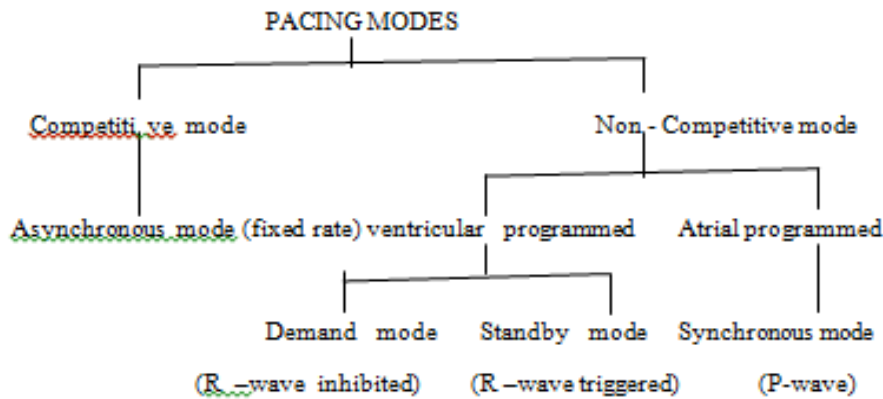 PACING MODES
Competiti, ve mode Non - Competitive mode
Asynchronous mode (fixed rate) ventricular programmed Atrial programmed
Demand mode Standby mode Synchronous mode
(R –wave inhibited) (R –wave triggered) (P-wave)